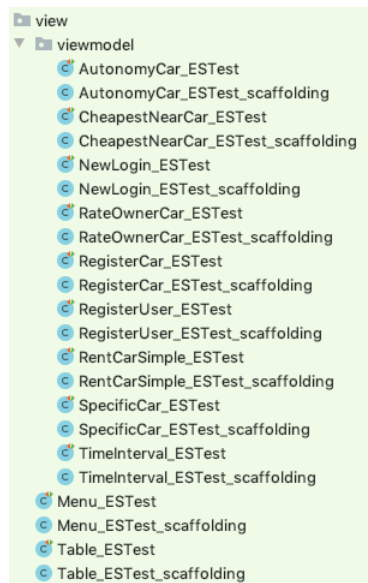 view
viewmodel
AutonomyCar_ESTest
AutonomyCar_ESTest_scaffolding
CheapestNearCar_ESTest
CheapestNearCar_ESTest_scaffolding
NewLogin_ESTest
NewLogin_ESTest_scaffolding
RateOwnerCar_ESTest
RateOwnerCar_ESTest_scaffolding
RegisterCar_ESTest
RegisterCar_ESTest_scaffolding
RegisterUser_ESTest
RegisterUser_ESTest_scaffolding
RentCarSimple_ESTest
RentCarSimple_ESTest_scaffolding
SpecificCar_ESTest
SpecificCar_ESTest_scaffolding
TimeInterval_ESTest
TimeInterval_ESTest_scaffolding
Menu_ESTest
Menu_ESTest_scaffolding
Table_ESTest
Table_ESTest_scaffolding